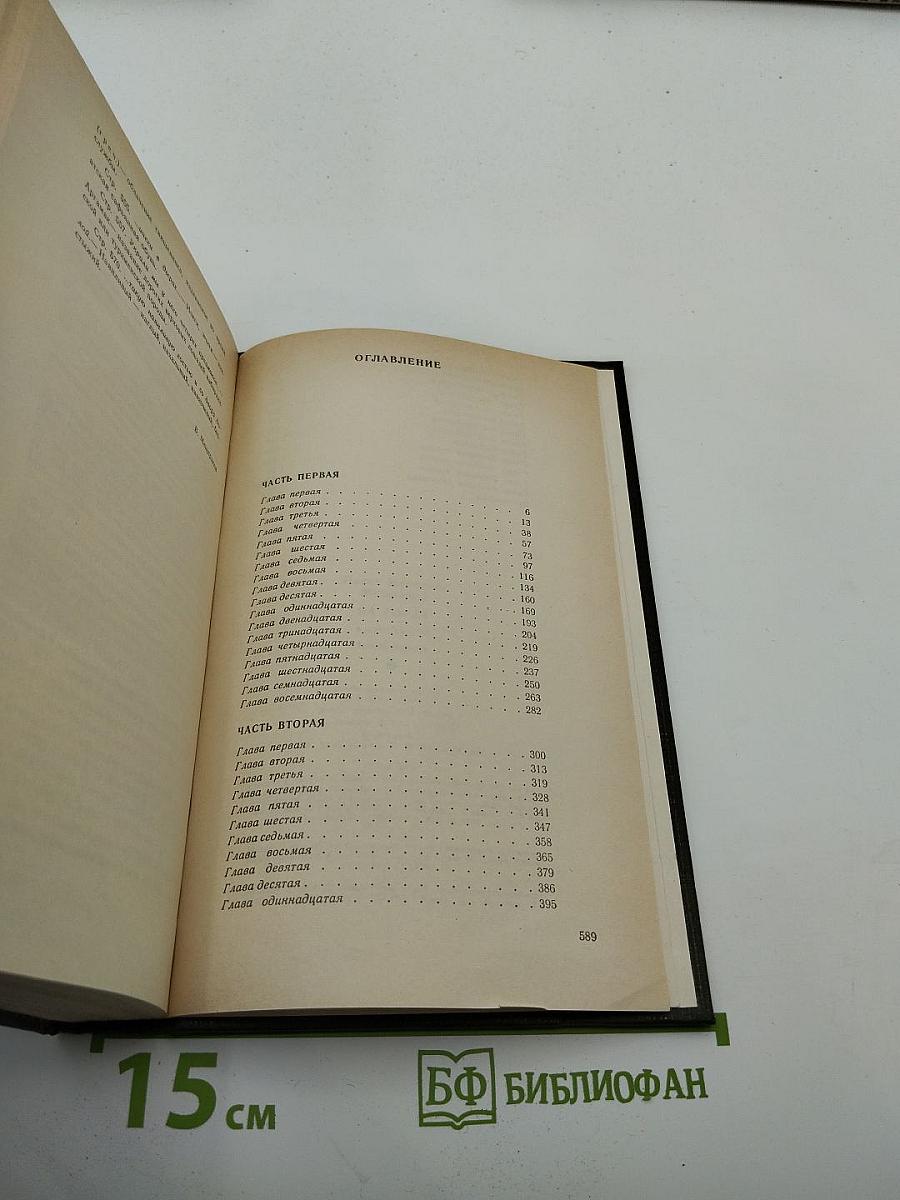 стр. 557.
Стр. 570.
ОГЛАВЛЕНИЕ
ЧАСТЬ ПЕРВАЯ
Глава первая . . . . . . . . . . 6
Глава вторая . . . . . . . . . . 13
Глава третья . . . . . . . . . . 38
Глава четвертая . . . . . . . . . . 57
Глава пятая . . . . . . . . . . 73
Глава шестая . . . . . . . . . . 97
Глава седьмая . . . . . . . . . . 116
Глава восьмая . . . . . . . . . . 134
Глава девятая . . . . . . . . . . 160
Глава десятая . . . . . . . . . . 169
Глава одиннадцатая . . . . . . . . . . 193
Глава двенадцатая . . . . . . . . . . 204
Глава тринадцатая . . . . . . . . . . 219
Глава четырнадцатая . . . . . . . . . . 226
Глава пятнадцатая . . . . . . . . . . 237
Глава шестнадцатая . . . . . . . . . . 250
Глава семнадцатая . . . . . . . . . . 263
Глава восемнадцатая . . . . . . . . . . 282
ЧАСТЬ ВТОРАЯ
Глава первая . . . . . . . . . . 300
Глава вторая . . . . . . . . . . 313
Глава третья . . . . . . . . . . 319
Глава четвертая . . . . . . . . . . 328
Глава пятая . . . . . . . . . . 341
Глава шестая . . . . . . . . . . 347
Глава седьмая . . . . . . . . . . 358
Глава восьмая . . . . . . . . . . 365
Глава девятая . . . . . . . . . . 379
Глава десятая . . . . . . . . . . 386
Глава одиннадцатая . . . . . . . . . . 395
589
15 см
БФ БИБЛИОФАН